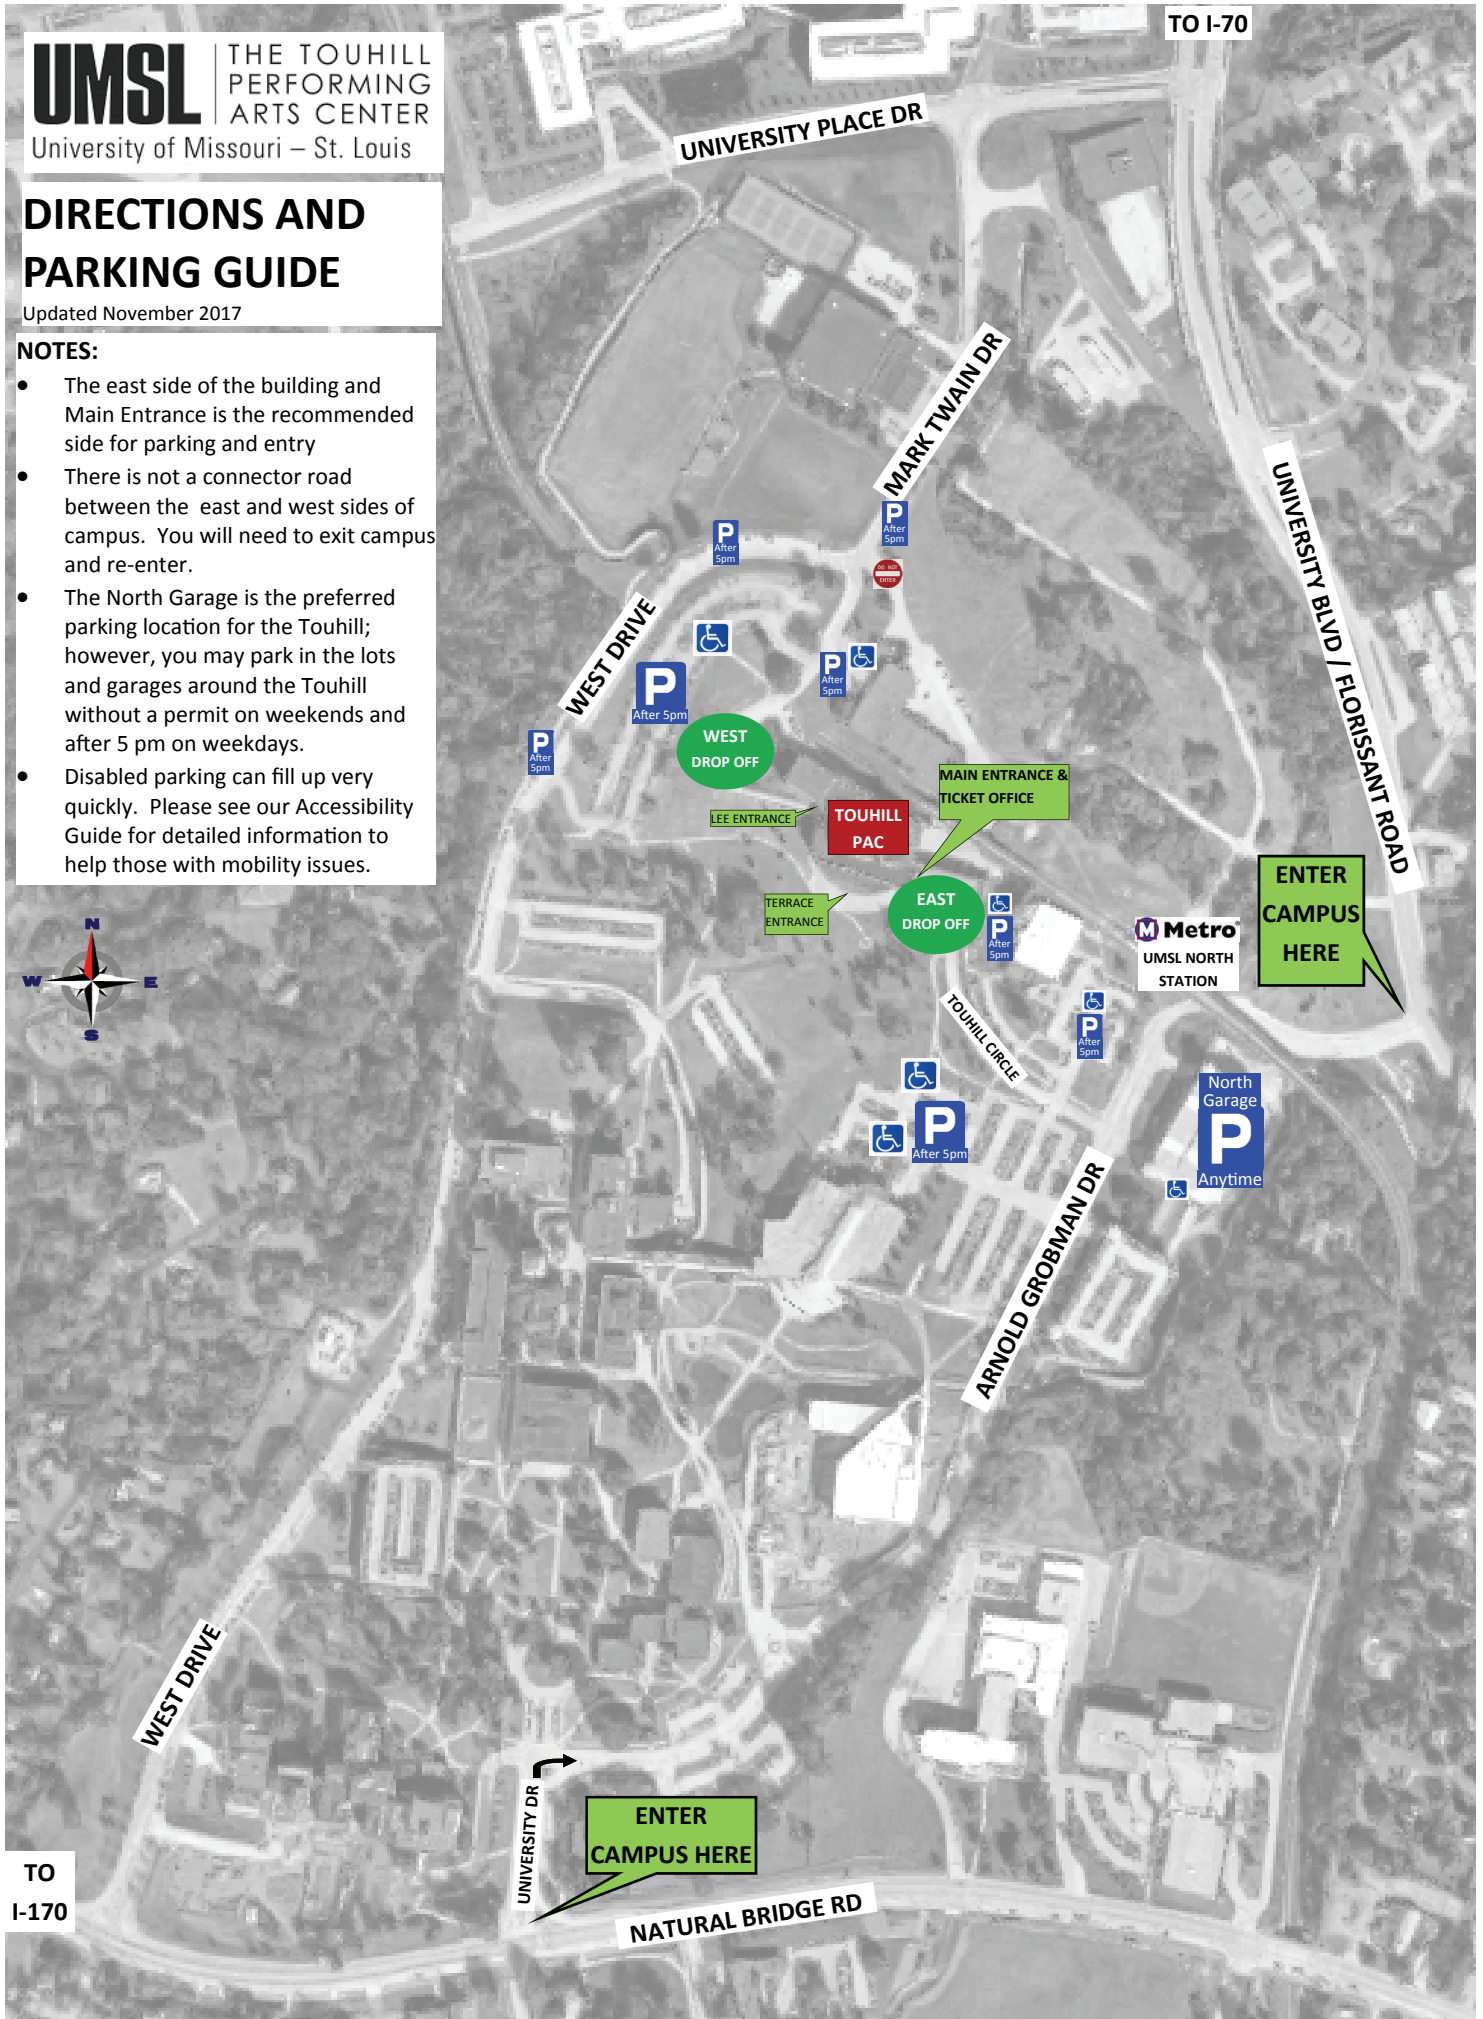 UMSL
THE TOUHILL
PERFORMING
ARTS CENTER
University of Missouri – St. Louis
DIRECTIONS AND
PARKING GUIDE
Updated November 2017
NOTES:
• The east side of the building and
Main Entrance is the recommended
side for parking and entry
• There is not a connector road
between the east and west sides of
campus. You will need to exit campus
and re-enter.
• The North Garage is the preferred
parking location for the Touhill;
however, you may park in the lots
and garages around the Touhill
without a permit on weekends and
after 5 pm on weekdays.
• Disabled parking can fill up very
quickly. Please see our Accessibility
Guide for detailed information to
help those with mobility issues.
TO I-70
UNIVERSITY PLACE DR
MARK TWAIN DR
UNIVERSITY BLVD / FLORISSANT ROAD
P
After
5pm
P
After
5pm
DO NOT
ENTER
WEST DRIVE
P
After 5pm
P
After
5pm
P
After
5pm
WEST
DROP OFF
MAIN ENTRANCE &
TICKET OFFICE
LEE ENTRANCE
TOUHILL
PAC
TERRACE
ENTRANCE
EAST
DROP OFF
P
After
5pm
ENTER
CAMPUS
HERE
M Metro
UMSL NORTH
STATION
N
W
E
S
TOUHILL CIRCLE
P
After
5pm
P
After 5pm
North
Garage
P
Anytime
ARNOLD GROBMAN DR
WEST DRIVE
UNIVERSITY DR
ENTER
CAMPUS HERE
TO
I-170
NATURAL BRIDGE RD